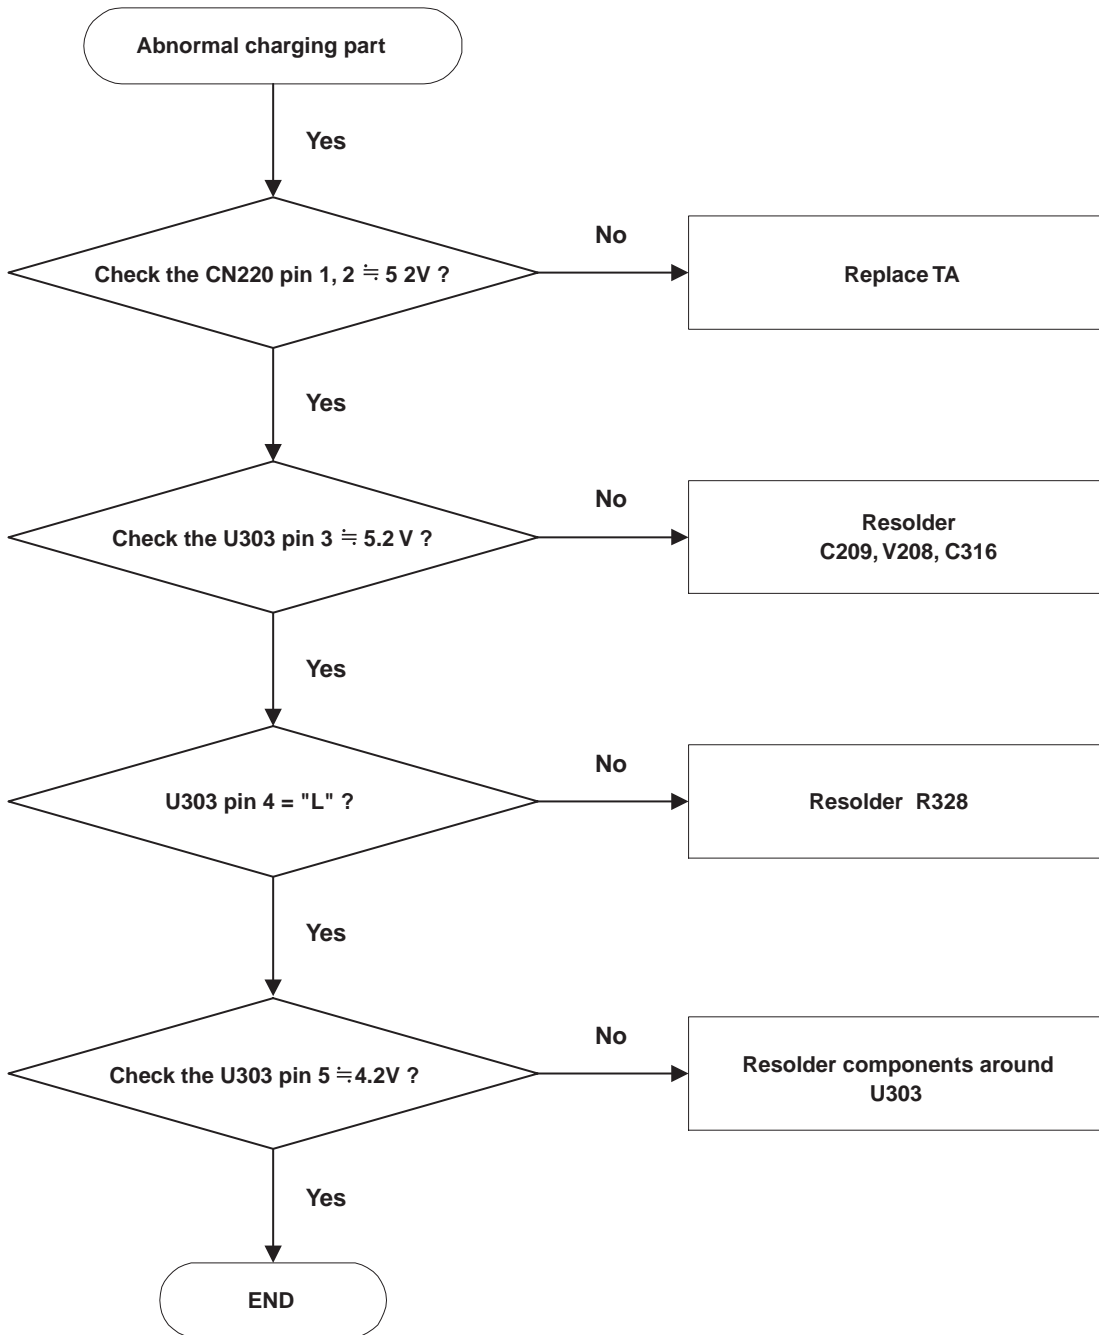 Abnormal charging part
Yes
Check the CN220 pin 1, 2 ≒ 5 2V ?
No
Replace TA
Yes
Check the U303 pin 3 ≒ 5.2 V ?
No
Resolder
C209, V208, C316
Yes
U303 pin 4 = "L" ?
No
Resolder R328
Yes
Check the U303 pin 5 ≒4.2V ?
No
Resolder components around
U303
Yes
END